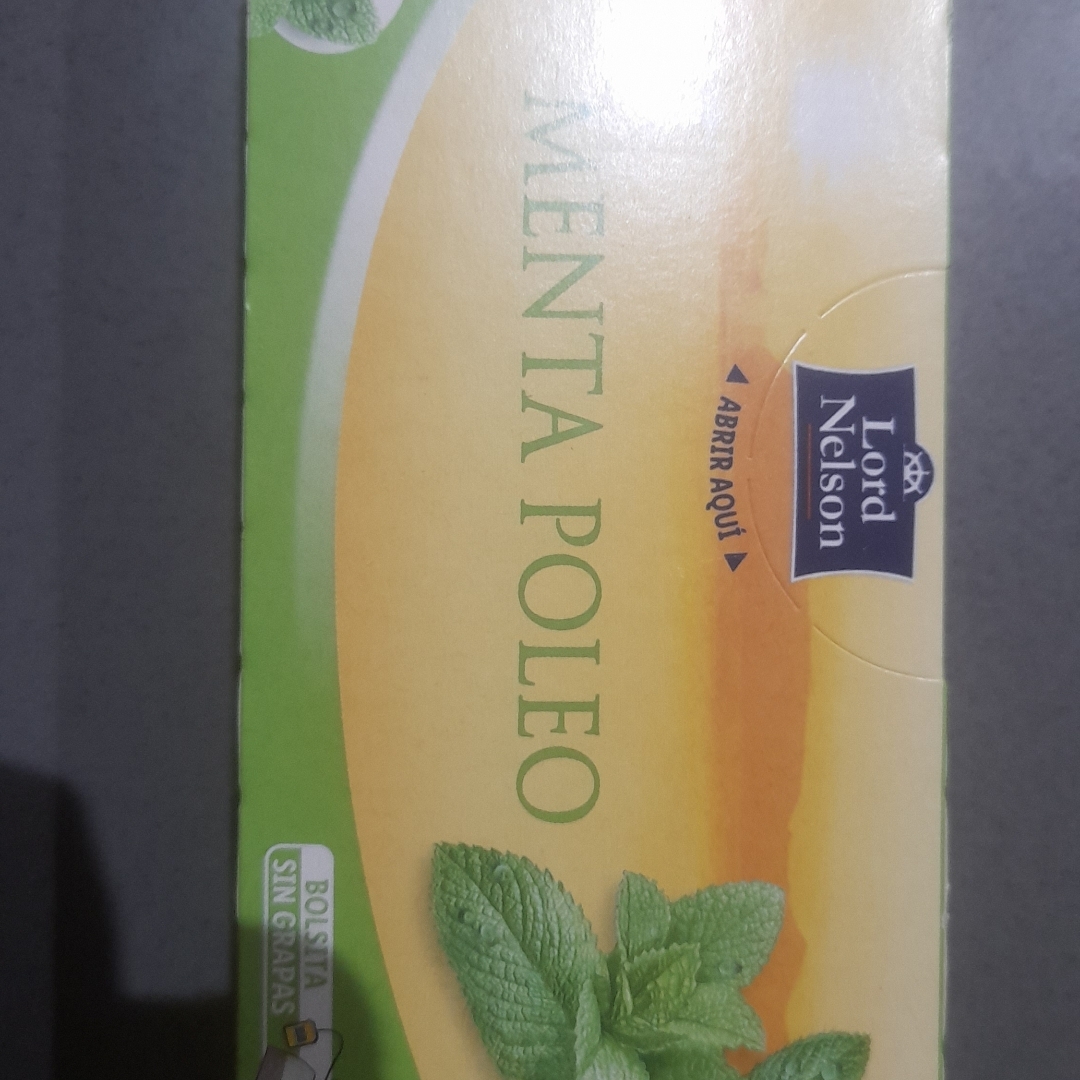 Lord
Nelson
ABRIR AQUÍ
MENTA POLEO
BOLSITA
SIN GRAPAS